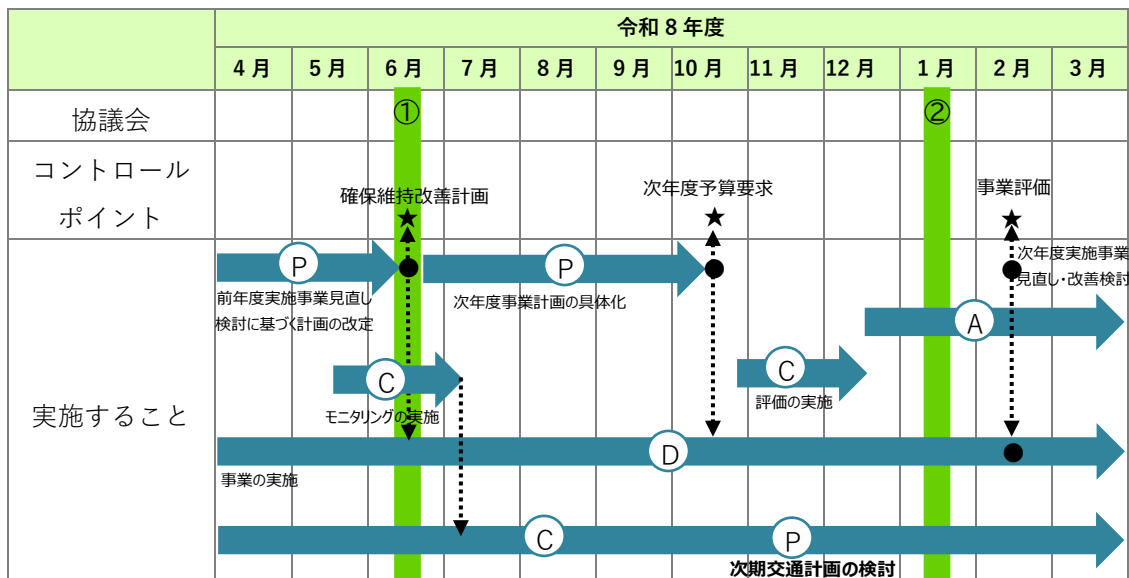 令和8年度
4月 5月 6月 7月 8月 9月 10月 11月 12月 1月 2月 3月
協議会
① ②
コントロール
ポイント
確保維持改善計画
次年度予算要求
事業評価
★ ★ ★
実施すること
P
P
前年度実施事業見直し
検討に基づく計画の改定
次年度事業計画の具体化
次年度実施事業
見直し・改善検討
A
C
モニタリングの実施
C
評価の実施
D
事業の実施
C
P
次期交通計画の検討